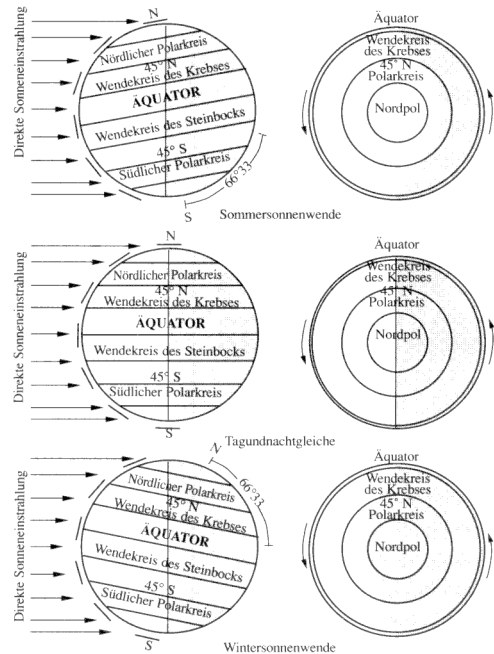 Direkte Sonneneinstrahlung
N
Nördlicher Polarkreis
45° N
Wendekreis des Krebses
ÄQUATOR
Wendekreis des Steinbocks
45° S
Südlicher Polarkreis
66°33'
S
Äquator
Wendekreis
des Krebses
45° N
Polarkreis
Nordpol
Sommersonnenwende
Direkte Sonneneinstrahlung
N
Nördlicher Polarkreis
45° N
Wendekreis des Krebses
ÄQUATOR
Wendekreis des Steinbocks
45° S
Südlicher Polarkreis
S
Äquator
Wendekreis
des Krebses
45° N
Polarkreis
Nordpol
Tagundnachtgleiche
Direkte Sonneneinstrahlung
N
66°33'
Nördlicher Polarkreis
45° N
Wendekreis des Krebses
ÄQUATOR
Wendekreis des Steinbocks
45° S
Südlicher Polarkreis
S
Äquator
Wendekreis
des Krebses
45° N
Polarkreis
Nordpol
Wintersonnenwende